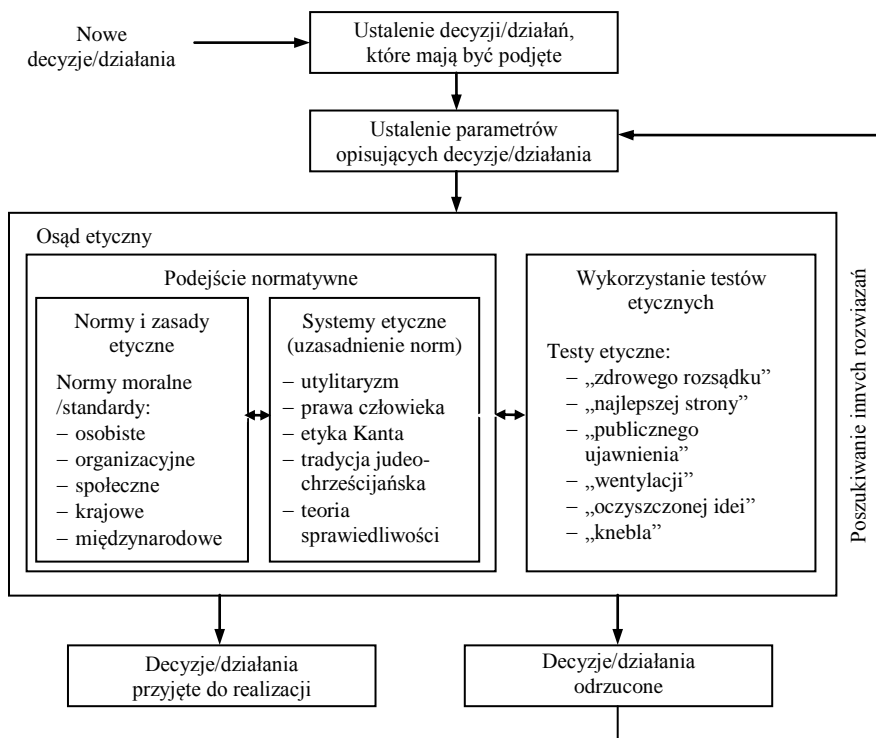 Nowe
decyzje/działania
Ustalenie decyzji/działań,
które mają być podjęte
Ustalenie parametrów
opisujących decyzje/działania
Osąd etyczny
Podejście normatywne
Normy i zasady
etyczne
Normy moralne
/standardy:
– osobiste
– organizacyjne
– społeczne
– krajowe
– międzynarodowe
Systemy etyczne
(uzasadnienie norm)
– utylitaryzm
– prawa człowieka
– etyka Kanta
– tradycja judeo-
chrześcijańska
– teoria
sprawiedliwości
Wykorzystanie testów
etycznych
Testy etyczne:
– „zdrowego rozsądku”
– „najlepszej strony”
– „publicznego
ujawnienia”
– „wentylacji”
– „oczyszczonej idei”
– „knebla”
Poszukiwanie innych rozwiazań
Decyzje/działania
przyjęte do realizacji
Decyzje/działania
odrzucone